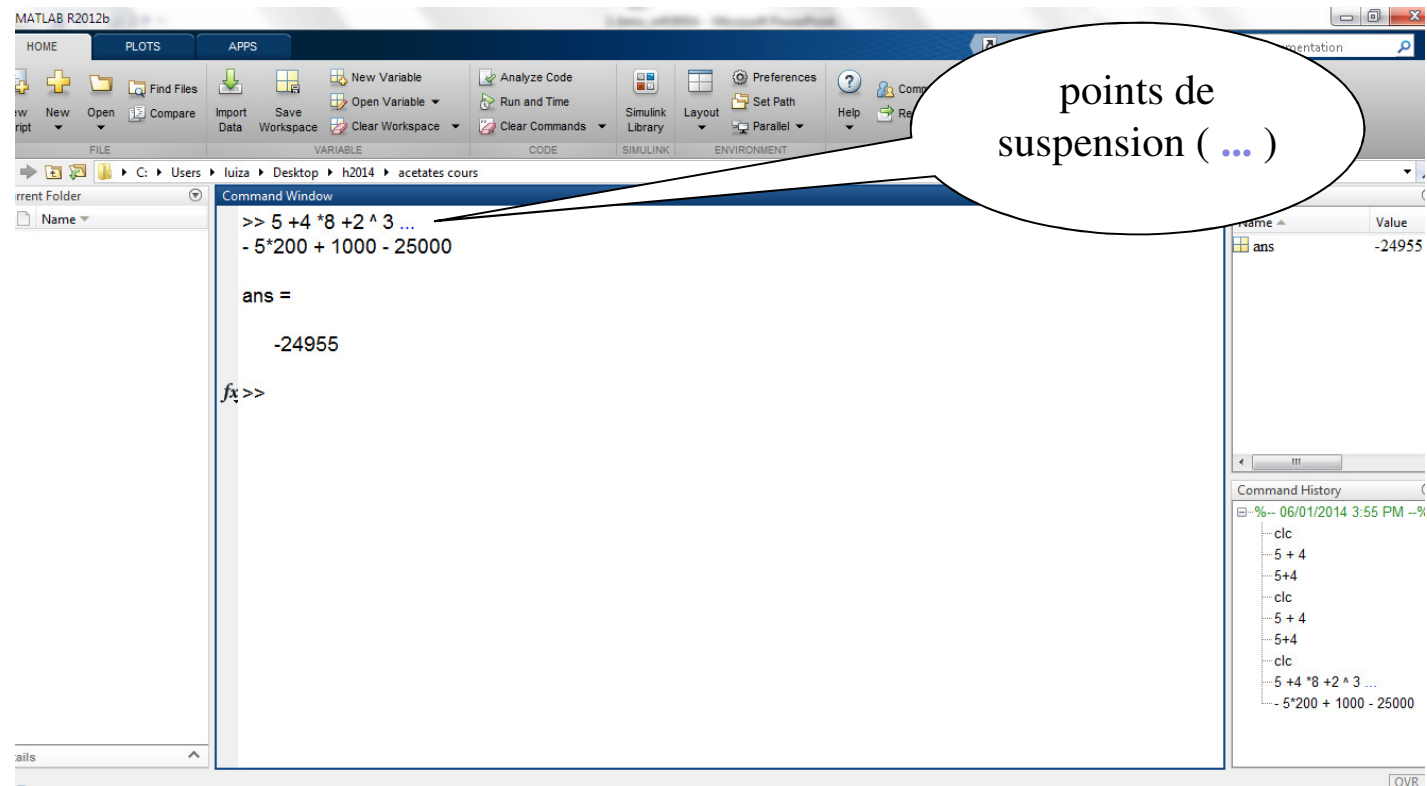 MATLAB R2012b
HOME PLOTS APPS
Find Files
New Open Compare
Import Data
Save Workspace
New Variable
Open Variable
Clear Workspace
Analyze Code
Run and Time
Clear Commands
Simulink Library
Layout
Preferences
Set Path
Parallel
Help
FILE VARIABLE CODE SIMULINK ENVIRONMENT
points de
suspension ( ... )
C: Users luiza Desktop h2014 acetates cours
Command Window
Name
>> 5 +4 *8 +2 ^ 3 ...
- 5*200 + 1000 - 25000
ans =
-24955
fx >>
Name Value
ans -24955
Command History
%-- 06/01/2014 3:55 PM --%
clc
5 + 4
5+4
clc
5 + 4
5+4
clc
5 +4 *8 +2 ^ 3 ...
- 5*200 + 1000 - 25000
OVR